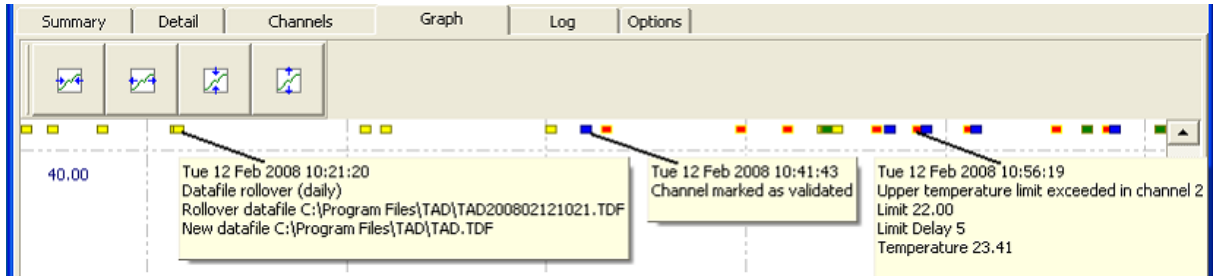 Summary Detail Channels Graph Log Options
40.00
Tue 12 Feb 2008 10:21:20
Datafile rollover (daily)
Rollover datafile C:\Program Files\TAD\TAD200802121021.TDF
New datafile C:\Program Files\TAD\TAD.TDF
Tue 12 Feb 2008 10:41:43
Channel marked as validated
Tue 12 Feb 2008 10:56:19
Upper temperature limit exceeded in channel 2
Limit 22.00
Limit Delay 5
Temperature 23.41